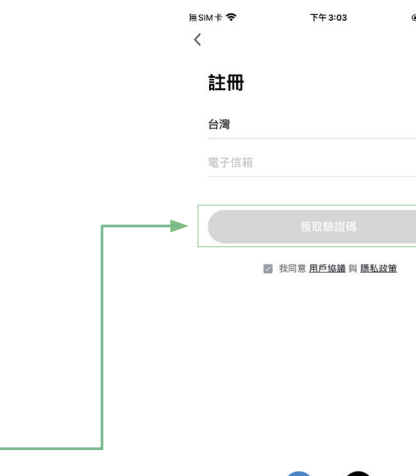 無SIM卡
下午3:03
註冊
台灣
電子信箱
獲取驗證碼
我同意 用戶協議 與 隱私政策